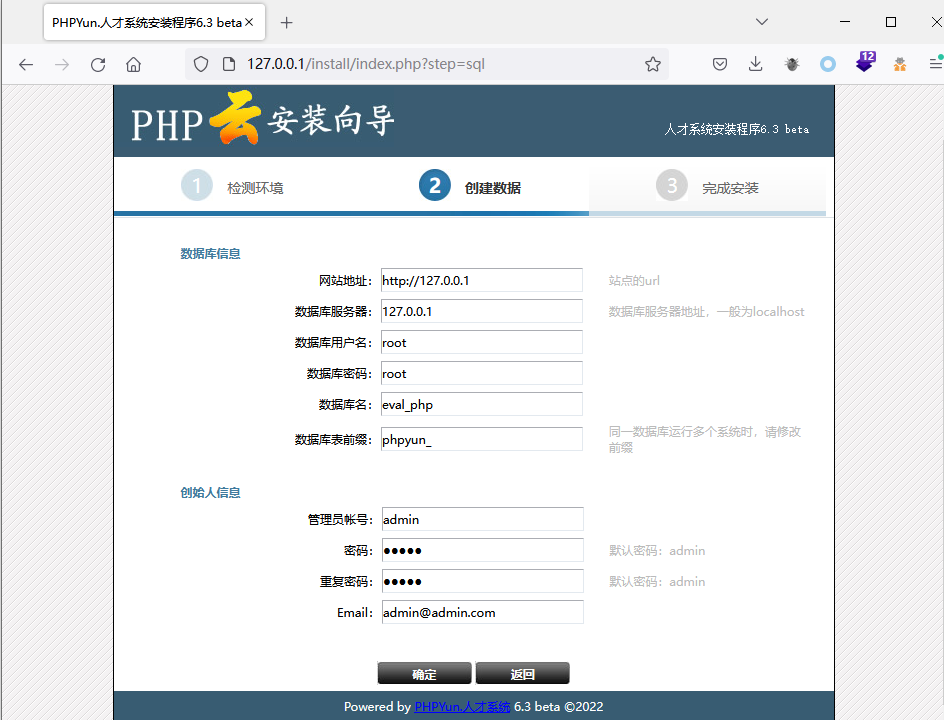 PHPYun.人才系统安装程序6.3 beta
127.0.0.1/install/index.php?step=sql
12
PHP云安装向导
人才系统安装程序6.3 beta
1 检测环境
2 创建数据
3 完成安装
数据库信息
网站地址: http://127.0.0.1 站点的url
数据库服务器: 127.0.0.1 数据库服务器地址，一般为localhost
数据库用户名: root
数据库密码: root
数据库名: eval_php
数据库表前缀: phpyun_ 同一数据库运行多个系统时，请修改
前缀
创始人信息
管理员帐号: admin
密码: ●●●●● 默认密码: admin
重复密码: ●●●●● 默认密码: admin
Email: admin@admin.com
确定 返回
Powered by PHPYun.人才系统 6.3 beta ©2022